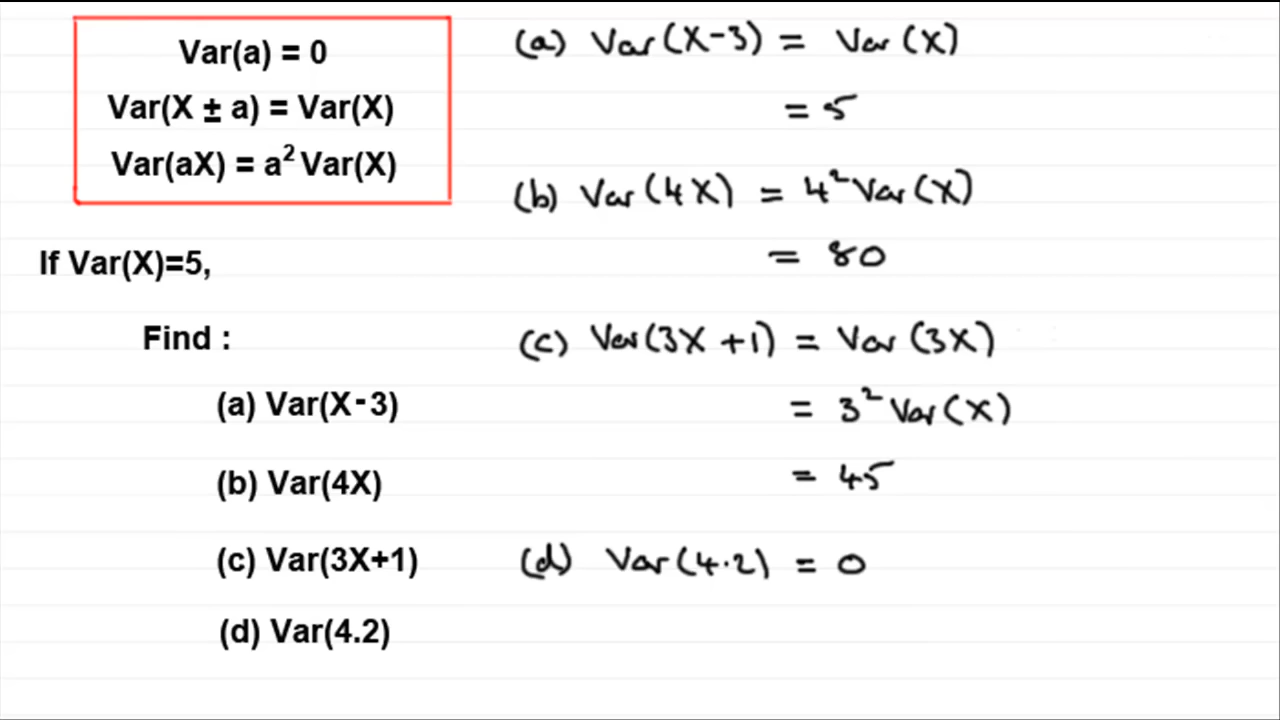 Var(a) = 0
Var(X ± a) = Var(X)
Var(aX) = a² Var(X)
If Var(X)=5,
Find :
(a) Var(X-3)
(b) Var(4X)
(c) Var(3X+1)
(d) Var(4.2)
(a) Var(X-3) = Var(X)
= 5
(b) Var(4X) = 4² Var(X)
= 80
(c) Var(3X +1) = Var(3X)
= 3² Var(X)
= 45
(d) Var(4·2) = 0